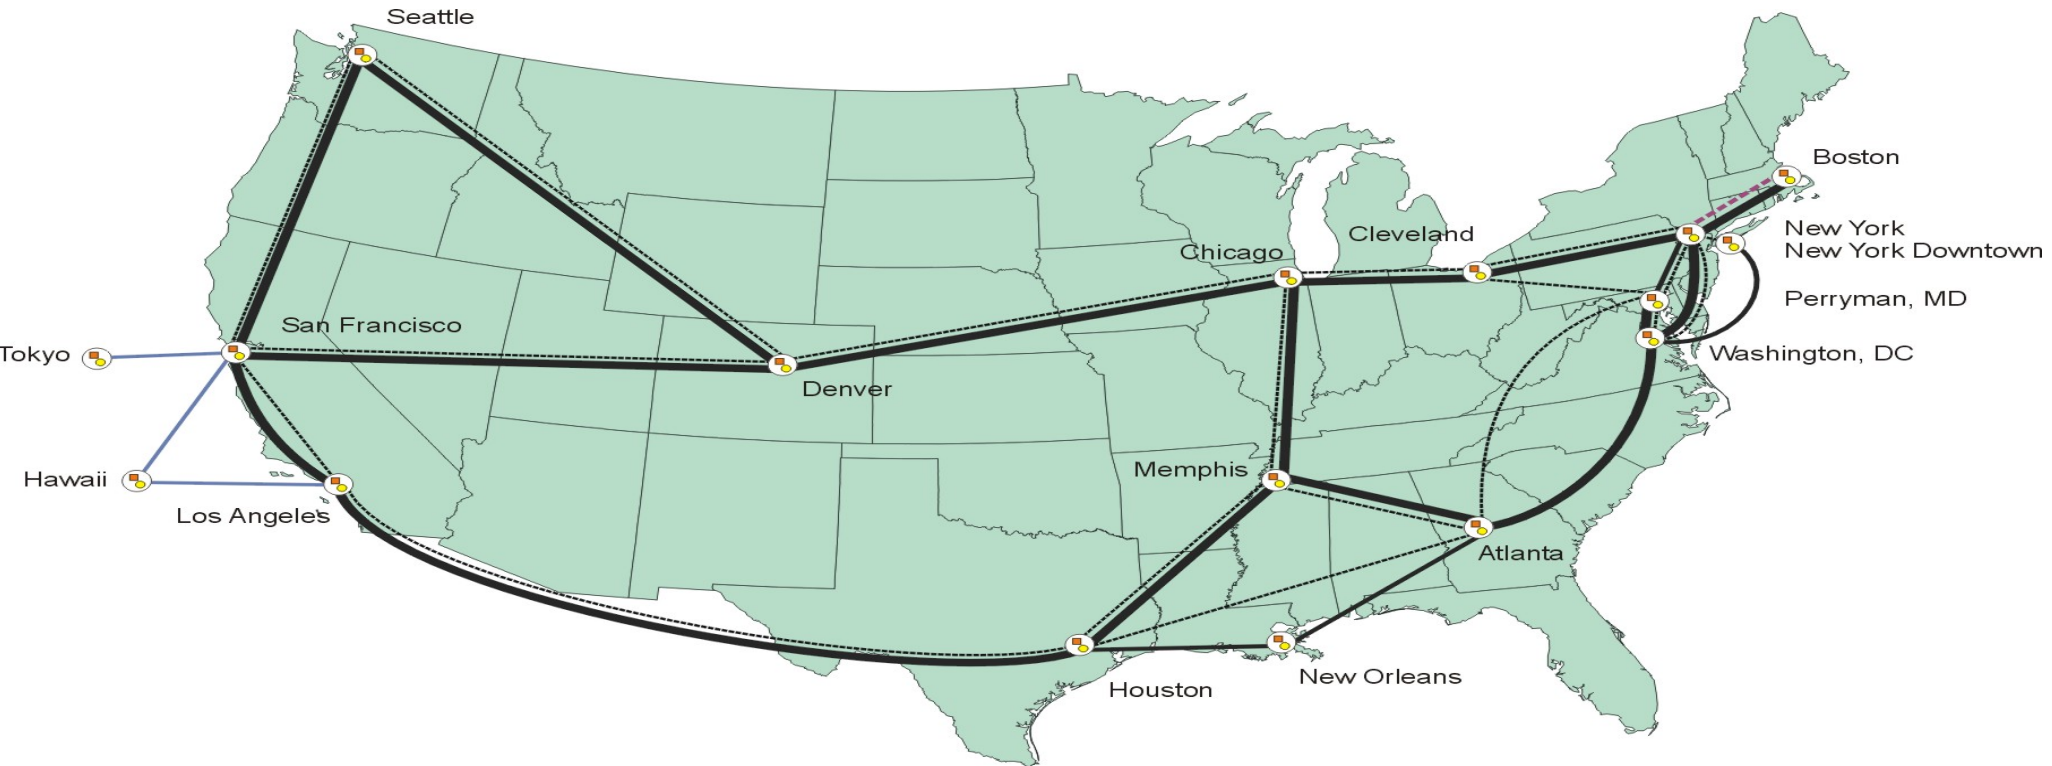 Seattle
Boston
New York
Cleveland
New York Downtown
Chicago
Perryman, MD
San Francisco
Tokyo
Washington, DC
Denver
Memphis
Hawaii
Los Angeles
Atlanta
New Orleans
Houston